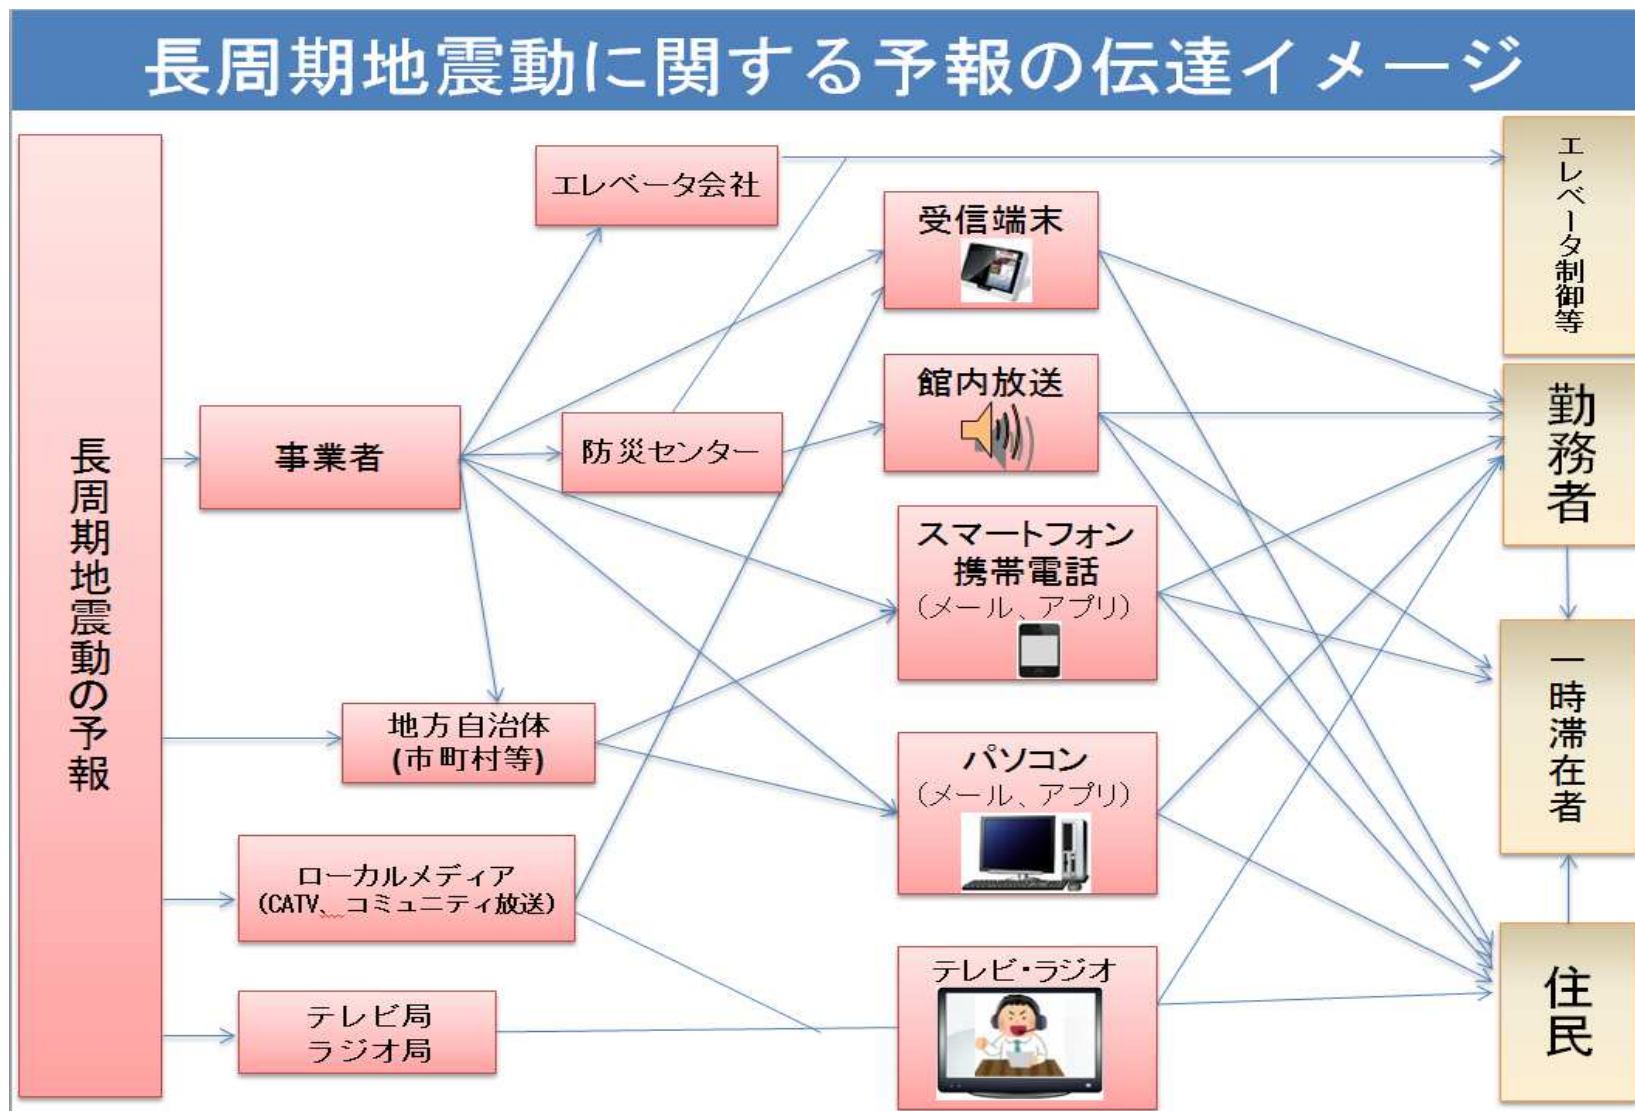 長周期地震動に関する予報の伝達イメージ
長周期地震動の予報
事業者
地方自治体
(市町村等)
ローカルメディア
(CATV、コミュニティ放送)
テレビ局
ラジオ局
エレベータ会社
防災センター
受信端末
館内放送
スマートフォン
携帯電話
(メール、アプリ)
パソコン
(メール、アプリ)
テレビ・ラジオ
エレベータ制御等
勤務者
一時滞在者
住民